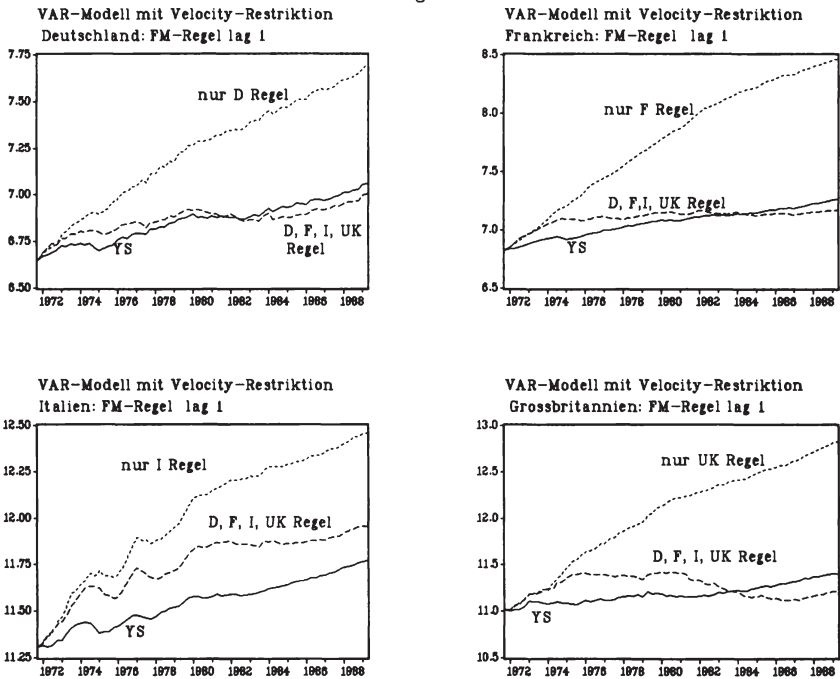 VAR-Modell mit Velocity-Restriktion
Deutschland: FM-Regel lag 1
7.75
7.50
7.25
7.00
6.75
6.50
nur D Regel
D, F, I, UK
Regel
YS
1972 1974 1976 1978 1980 1982 1984 1986 1988
VAR-Modell mit Velocity-Restriktion
Frankreich: FM-Regel lag 1
8.5
8.0
7.5
7.0
6.5
nur F Regel
D, F,I, UK Regel
YS
1972 1974 1976 1978 1980 1982 1984 1986 1988
VAR-Modell mit Velocity-Restriktion
Italien: FM-Regel lag 1
12.50
12.25
12.00
11.75
11.50
11.25
nur I Regel
D, F, I, UK Regel
YS
1972 1974 1976 1978 1980 1982 1984 1986 1988
VAR-Modell mit Velocity-Restriktion
Grossbritannien: FM-Regel lag 1
13.0
12.5
12.0
11.5
11.0
10.5
nur UK Regel
D, F, I, UK Regel
YS
1972 1974 1976 1978 1980 1982 1984 1986 1988